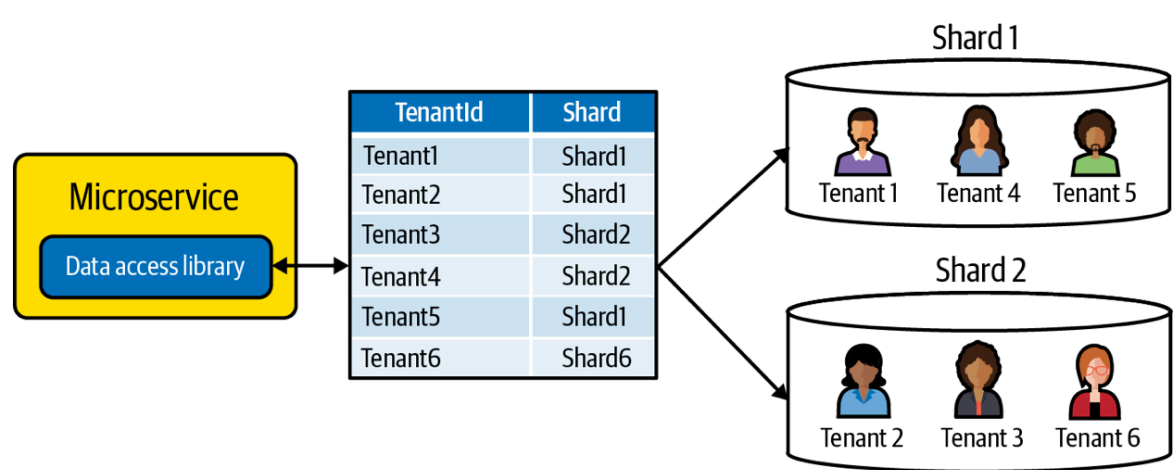 Microservice
Data access library
TenantId Shard
Tenant1 Shard1
Tenant2 Shard1
Tenant3 Shard2
Tenant4 Shard2
Tenant5 Shard1
Tenant6 Shard6
Shard 1
Tenant 1 Tenant 4 Tenant 5
Shard 2
Tenant 2 Tenant 3 Tenant 6